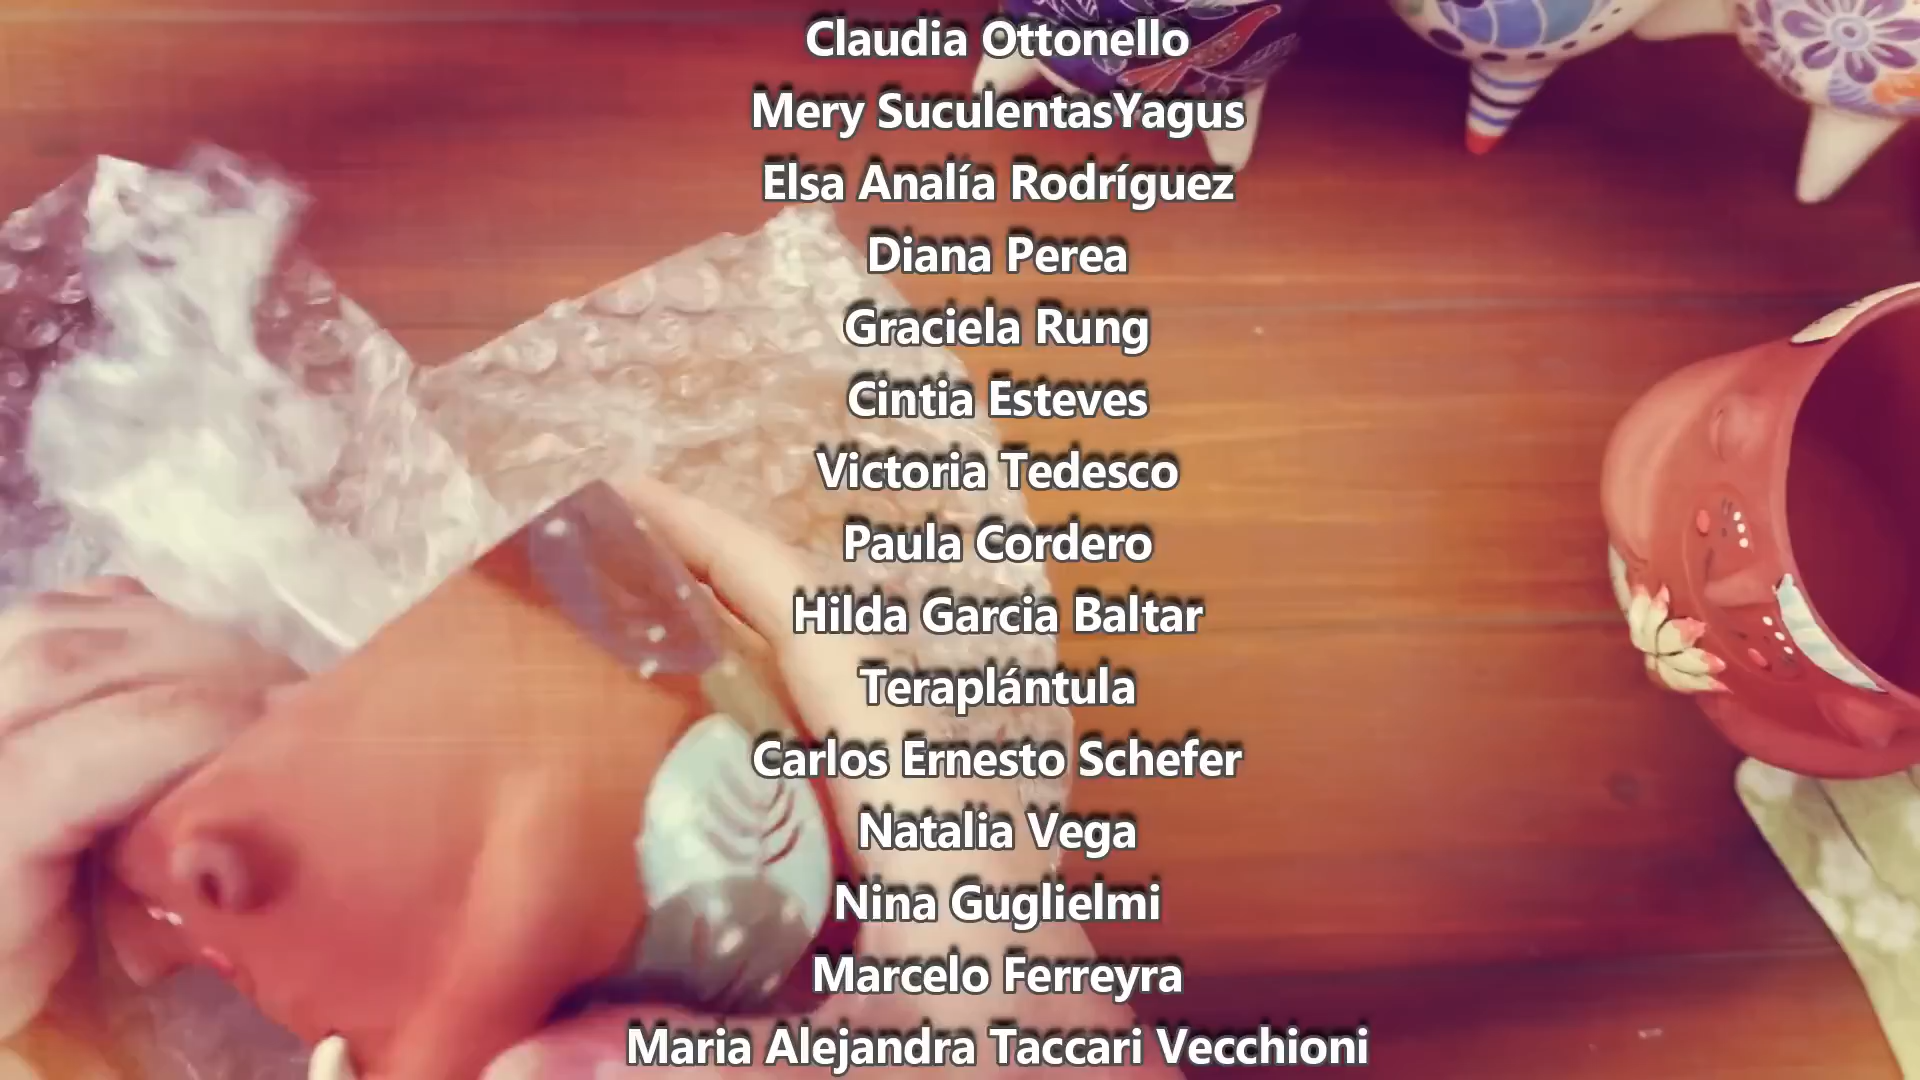 Claudia Ottonello
Mery SuculentasYagus
Elsa Analía Rodríguez
Diana Perea
Graciela Rung
Cintia Esteves
Victoria Tedesco
Paula Cordero
Hilda Garcia Baltar
Teraplántula
Carlos Ernesto Schefer
Natalia Vega
Nina Guglielmi
Marcelo Ferreyra
Maria Alejandra Taccari Vecchioni